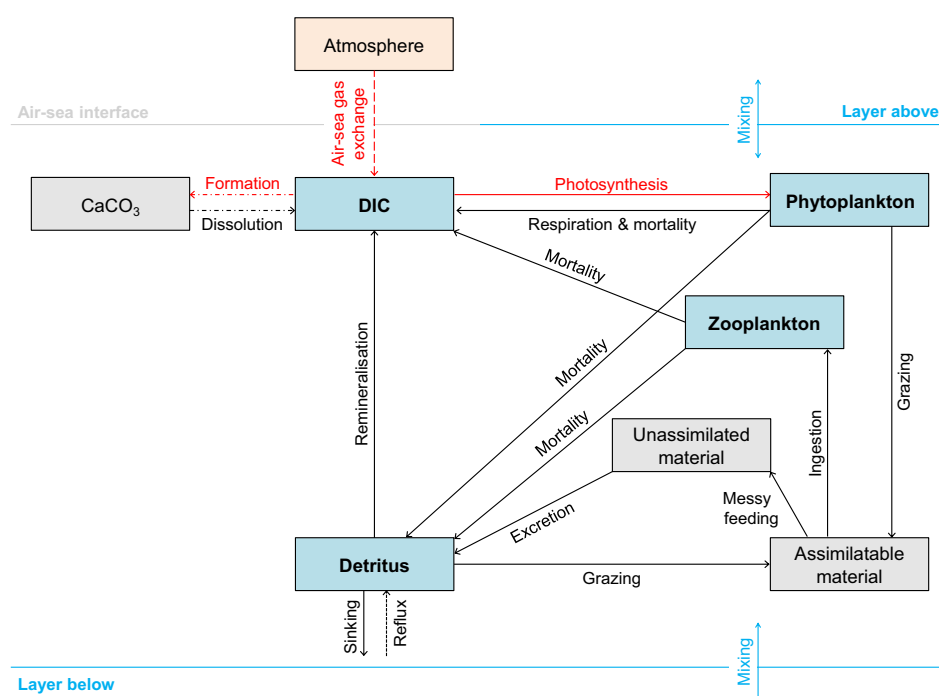 Atmosphere
Air-sea interface
Air-sea gas
exchange
Mixing
Layer above
CaCO₃
Formation
Dissolution
DIC
Photosynthesis
Respiration & mortality
Phytoplankton
Mortality
Zooplankton
Remineralisation
Mortality
Mortality
Grazing
Unassimilated
material
Ingestion
Messy
feeding
Excretion
Detritus
Grazing
Assimilatable
material
Sinking
Reflux
Mixing
Layer below